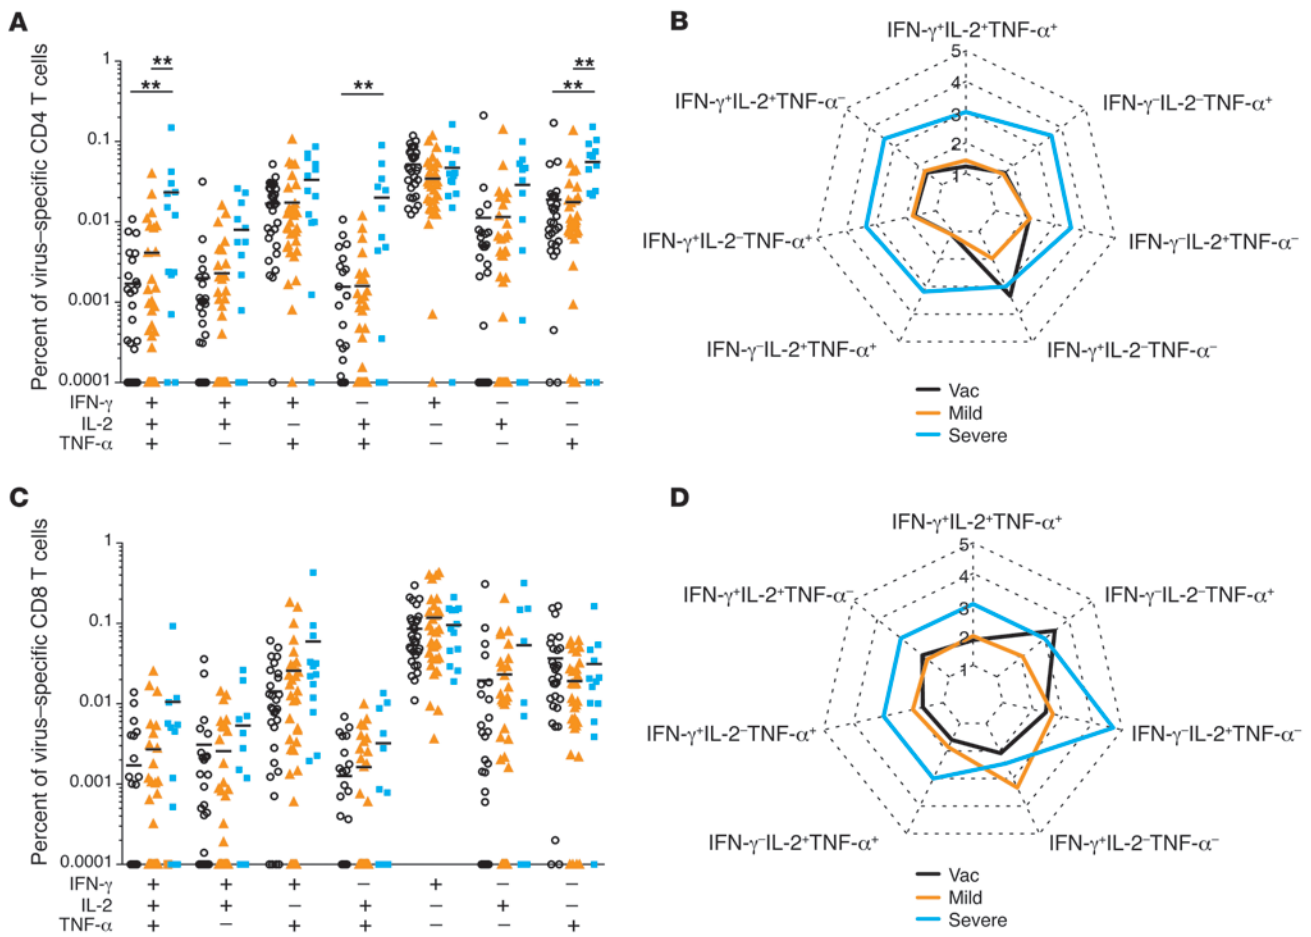 A
Percent of virus–specific CD4 T cells
1
0.1
0.01
0.001
0.0001
** ** ** ** **
IFN-γ + + + – + – –
IL-2 + + – + – + –
TNF-α + – + + – – +
B
IFN-γ⁺IL-2⁺TNF-α⁺
IFN-γ⁺IL-2⁺TNF-α⁻
IFN-γ⁻IL-2⁻TNF-α⁺
IFN-γ⁺IL-2⁻TNF-α⁺
IFN-γ⁻IL-2⁺TNF-α⁻
IFN-γ⁻IL-2⁺TNF-α⁺
IFN-γ⁺IL-2⁻TNF-α⁻
5
4
3
2
1
Vac
Mild
Severe
C
Percent of virus–specific CD8 T cells
1
0.1
0.01
0.001
0.0001
IFN-γ + + + – + – –
IL-2 + + – + – + –
TNF-α + – + + – – +
D
IFN-γ⁺IL-2⁺TNF-α⁺
IFN-γ⁺IL-2⁺TNF-α⁻
IFN-γ⁻IL-2⁻TNF-α⁺
IFN-γ⁺IL-2⁻TNF-α⁺
IFN-γ⁻IL-2⁺TNF-α⁻
IFN-γ⁻IL-2⁺TNF-α⁺
IFN-γ⁺IL-2⁻TNF-α⁻
5
4
3
2
1
Vac
Mild
Severe